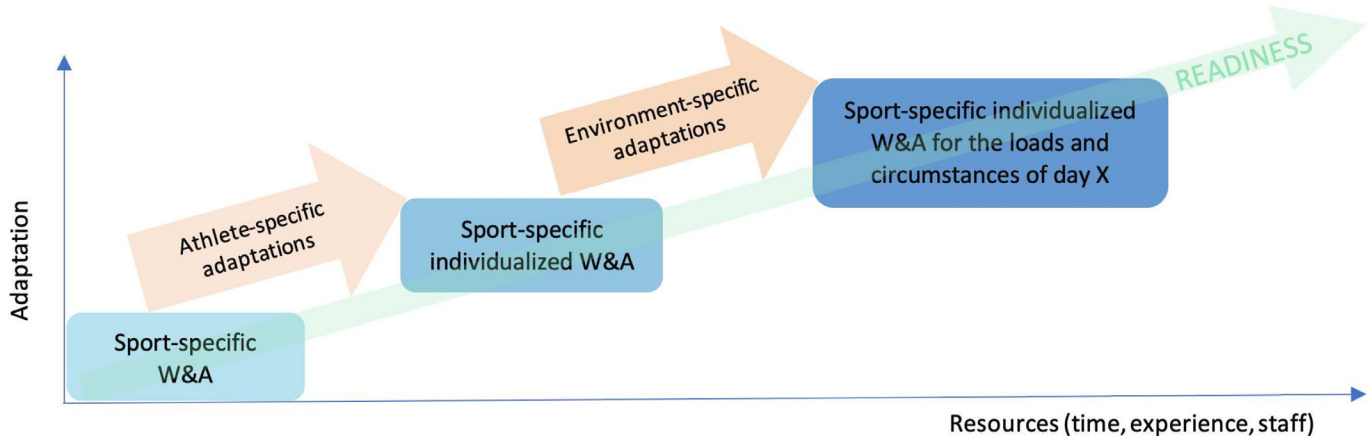 Adaptation
READINESS
Environment-specific
adaptations
Sport-specific individualized
W&A for the loads and
circumstances of day X
Athlete-specific
adaptations
Sport-specific
individualized W&A
Sport-specific
W&A
Resources (time, experience, staff)